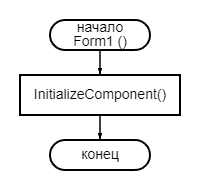 начало
Form1 ()
InitializeComponent()
конец